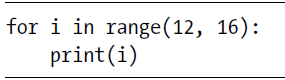 for i in range(12, 16):
    print(i)